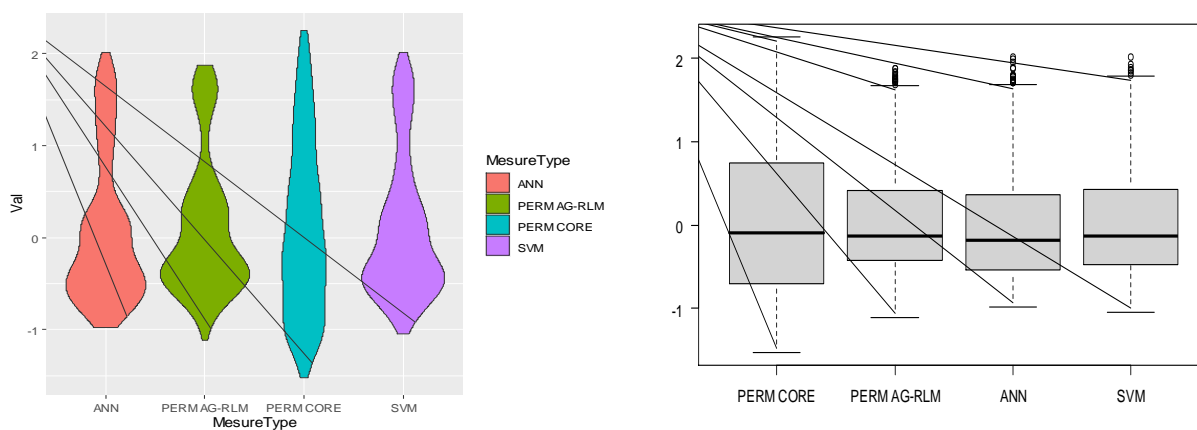 2
1
0
-1
Val
ANN
PERM AG-RLM
PERM CORE
SVM
MesureType
MesureType
ANN
PERM AG-RLM
PERM CORE
SVM
2
1
0
-1
PERM CORE
PERM AG-RLM
ANN
SVM